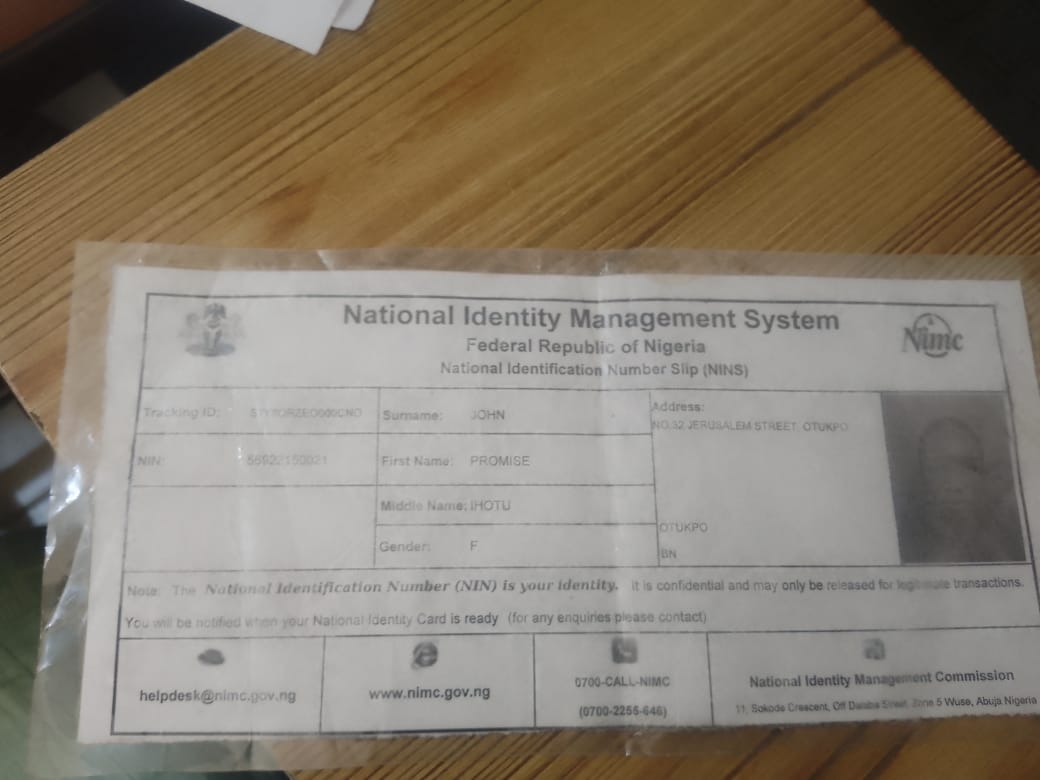 National Identity Management System
Federal Republic of Nigeria
National Identification Number Slip (NINS)
Nimc
Tracking ID:
Surname: JOHN
Address:
NO.32 JERUSALEM STREET OTUKPO
NIN:
First Name: PROMISE
Middle Name: IHOTU
OTUKPO
Gender: F
BN
Note: The National Identification Number (NIN) is your identity. It is confidential and may only be released for legitimate transactions.
You will be notified when your National Identity Card is ready (for any enquiries please contact)
helpdesk@nimc.gov.ng
www.nimc.gov.ng
0700-CALL-NIMC
(0700-2255-646)
National Identity Management Commission
11, Sokode Crescent, Off Dalaba Street, Zone 5 Wuse, Abuja Nigeria